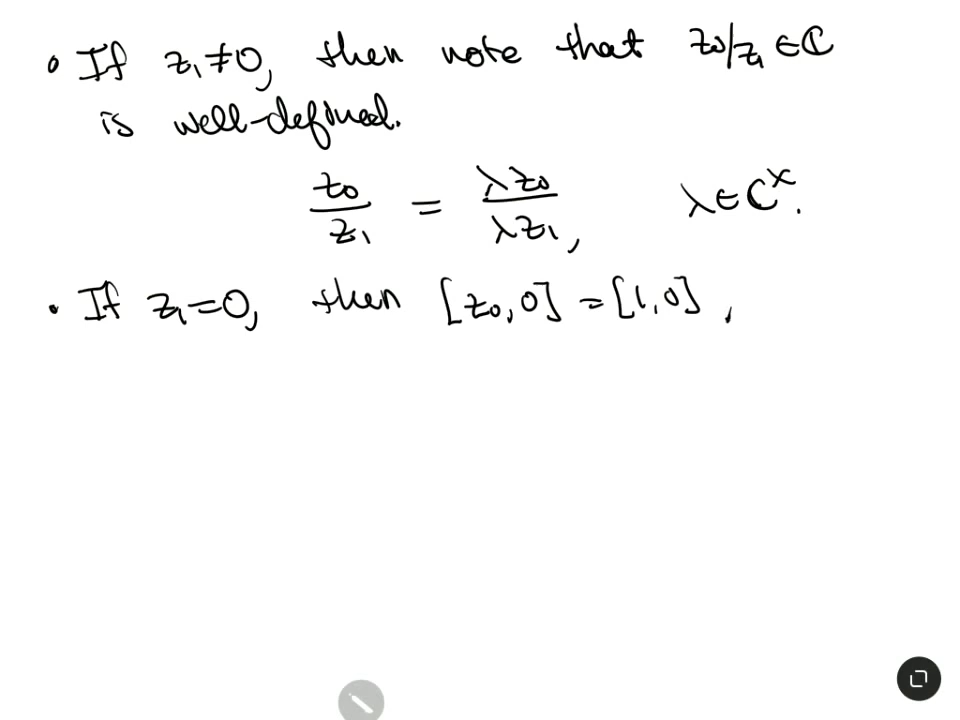 • If z₁≠0, then note that z₀/z₁ ∈ ℂ
is well-defined.
z₀/z₁ = λz₀/λz₁, λ∈ℂ^×.
• If z₁=0, then [z₀,0] = [1,0],